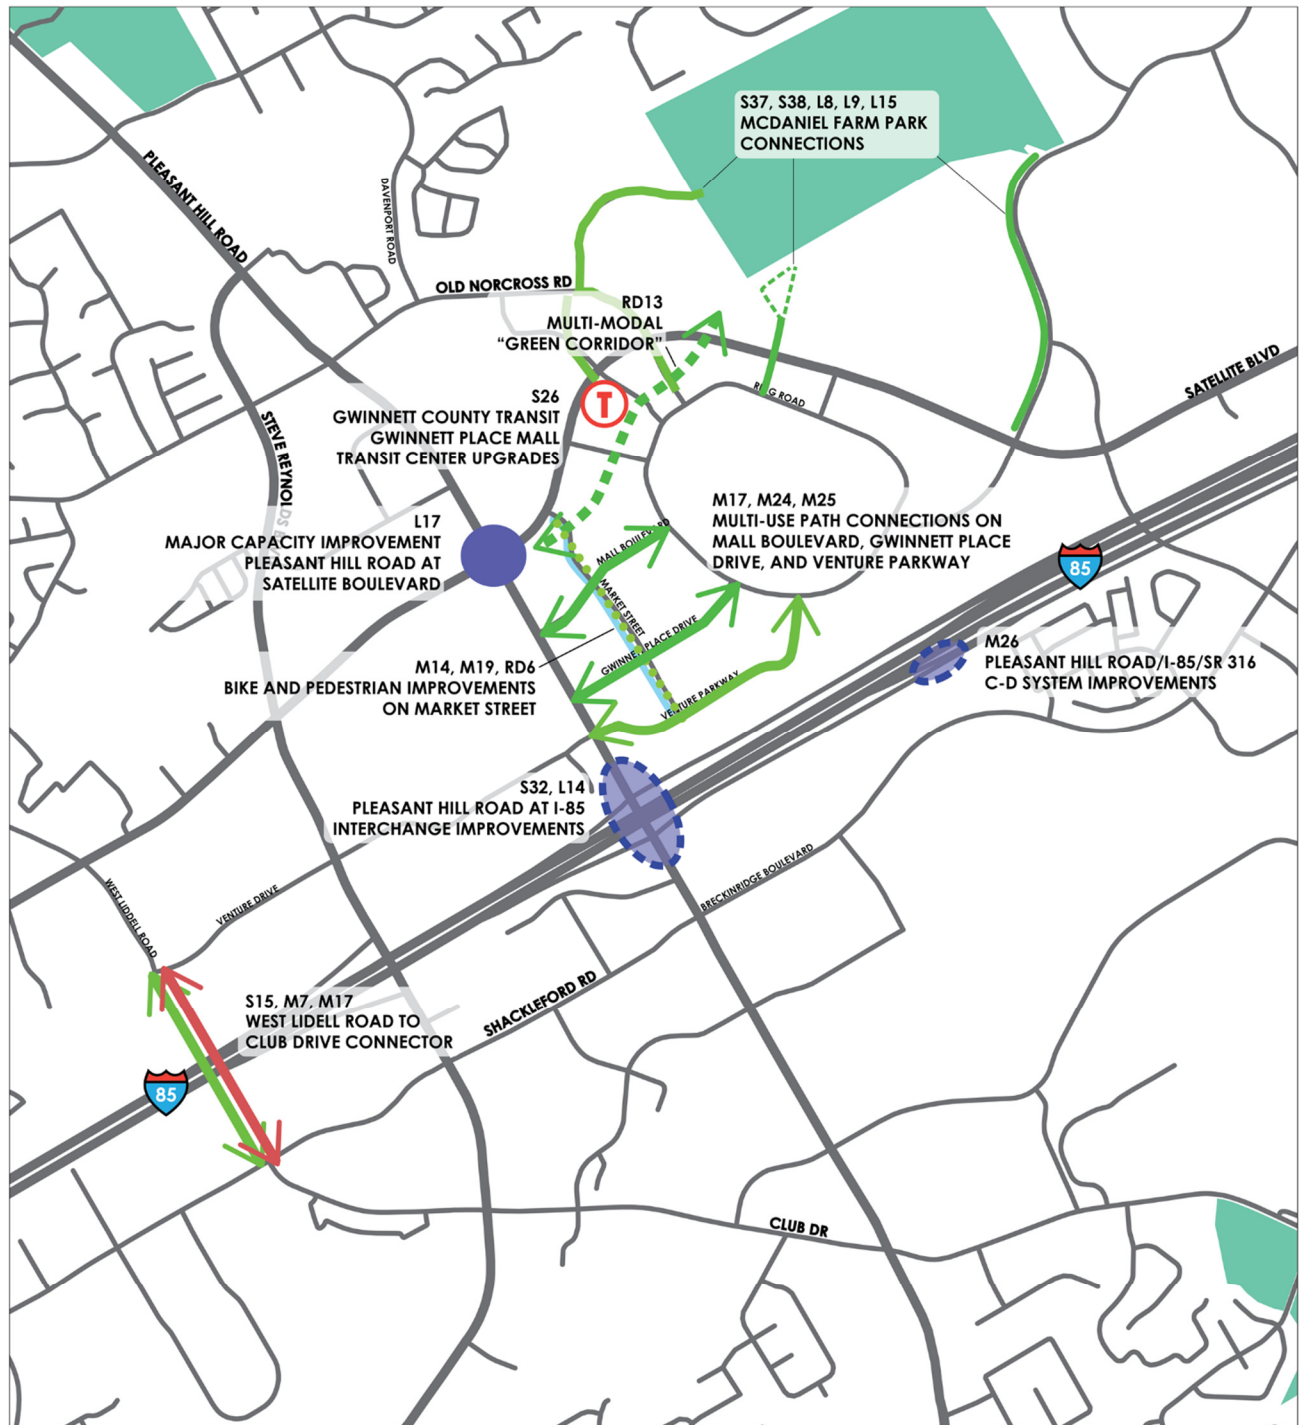 S37, S38, L8, L9, L15
MCDANIEL FARM PARK
CONNECTIONS
PLEASANT HILL ROAD
DAVENPORT ROAD
OLD NORCROSS RD
RD13
MULTI-MODAL
“GREEN CORRIDOR”
SATELLITE BLVD
S26
GWINNETT COUNTY TRANSIT
GWINNETT PLACE MALL
TRANSIT CENTER UPGRADES
T
RING ROAD
STEVE REYNOLDS
L17
MAJOR CAPACITY IMPROVEMENT
PLEASANT HILL ROAD AT
SATELLITE BOULEVARD
M17, M24, M25
MULTI-USE PATH CONNECTIONS ON
MALL BOULEVARD, GWINNETT PLACE
DRIVE, AND VENTURE PARKWAY
MALL BOULEVARD
85
MARKET STREET
GWINNETT PLACE DRIVE
M26
PLEASANT HILL ROAD/I-85/SR 316
C-D SYSTEM IMPROVEMENTS
M14, M19, RD6
BIKE AND PEDESTRIAN IMPROVEMENTS
ON MARKET STREET
VENTURE PARKWAY
S32, L14
PLEASANT HILL ROAD AT I-85
INTERCHANGE IMPROVEMENTS
BRECKINRIDGE BOULEVARD
WEST LIDDELL ROAD
VENTURE DRIVE
S15, M7, M17
WEST LIDELL ROAD TO
CLUB DRIVE CONNECTOR
SHACKLEFORD RD
85
CLUB DR